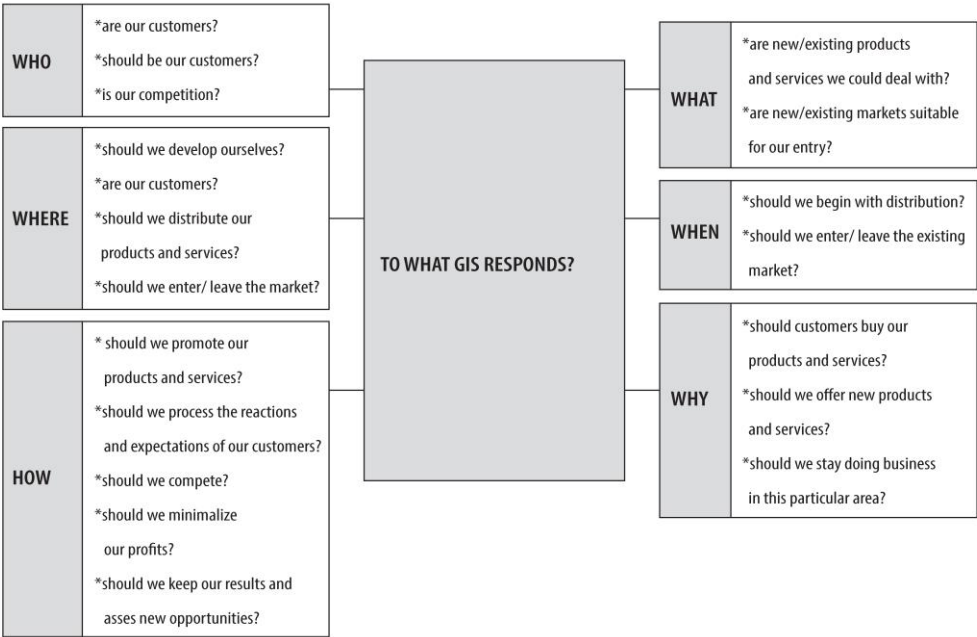 WHO
*are our customers?
*should be our customers?
*is our competition?
WHERE
*should we develop ourselves?
*are our customers?
*should we distribute our
products and services?
*should we enter/ leave the market?
HOW
* should we promote our
products and services?
*should we process the reactions
and expectations of our customers?
*should we compete?
*should we minimalize
our profits?
*should we keep our results and
asses new opportunities?
TO WHAT GIS RESPONDS?
WHAT
*are new/existing products
and services we could deal with?
*are new/existing markets suitable
for our entry?
WHEN
*should we begin with distribution?
*should we enter/ leave the existing
market?
WHY
*should customers buy our
products and services?
*should we offer new products
and services?
*should we stay doing business
in this particular area?